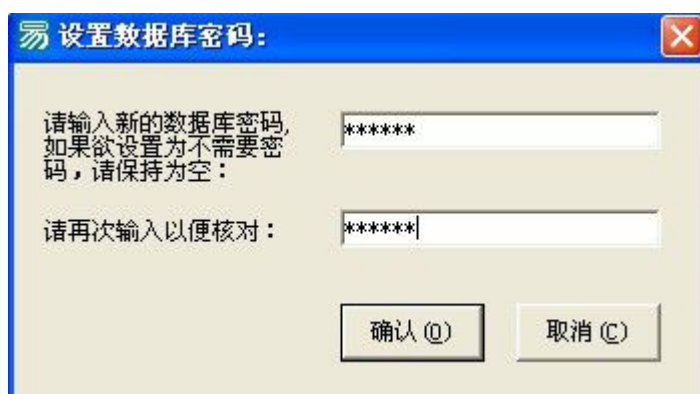 易 设置数据库密码：
请输入新的数据库密码,
如果欲设置为不需要密
码，请保持为空：
******
请再次输入以便核对：
******
确认(O)
取消(C)